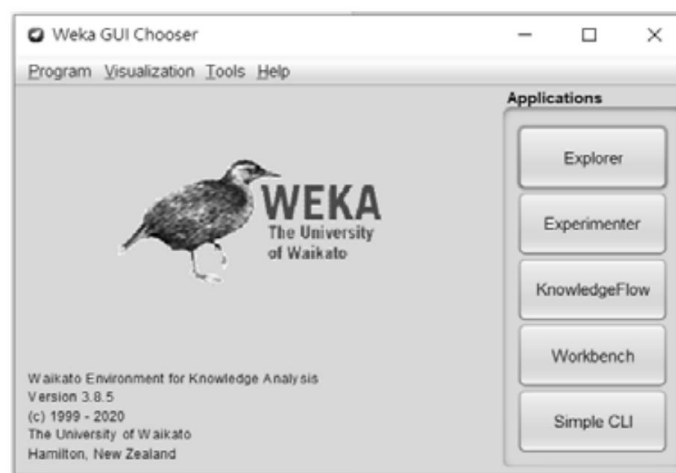 Weka GUI Chooser
Program Visualization Tools Help
Applications
Explorer
Experimenter
KnowledgeFlow
Workbench
Simple CLI
WEKA
The University
of Waikato
Waikato Environment for Knowledge Analysis
Version 3.8.5
(c) 1999 - 2020
The University of Waikato
Hamilton, New Zealand